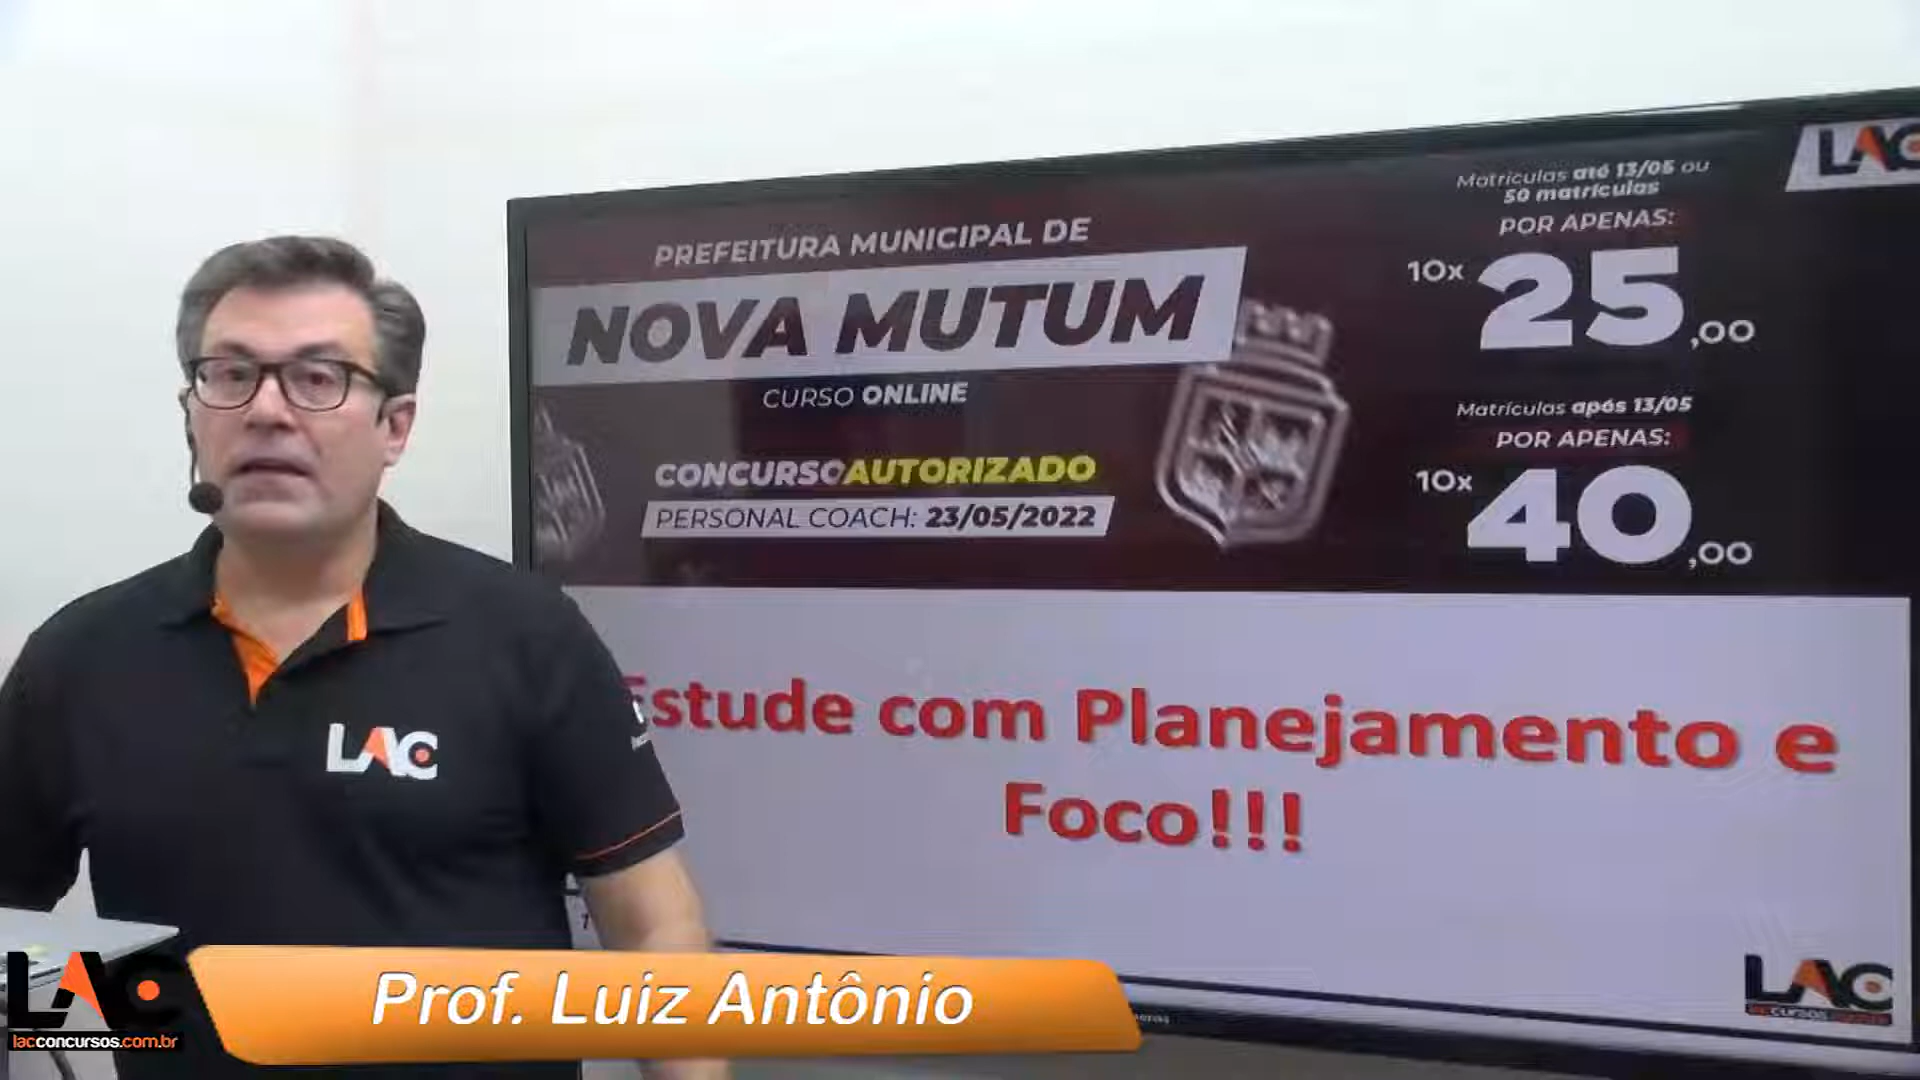 PREFEITURA MUNICIPAL DE
NOVA MUTUM
CURSO ONLINE
CONCURSO AUTORIZADO
PERSONAL COACH: 23/05/2022
Matrículas até 13/05 ou
50 matrículas
POR APENAS:
10x 25,00
Matrículas após 13/05
POR APENAS:
10x 40,00
LAC
Estude com Planejamento e
Foco!!!
LAC
LAC
lacconcursos.com.br
Prof. Luiz Antônio
LAC